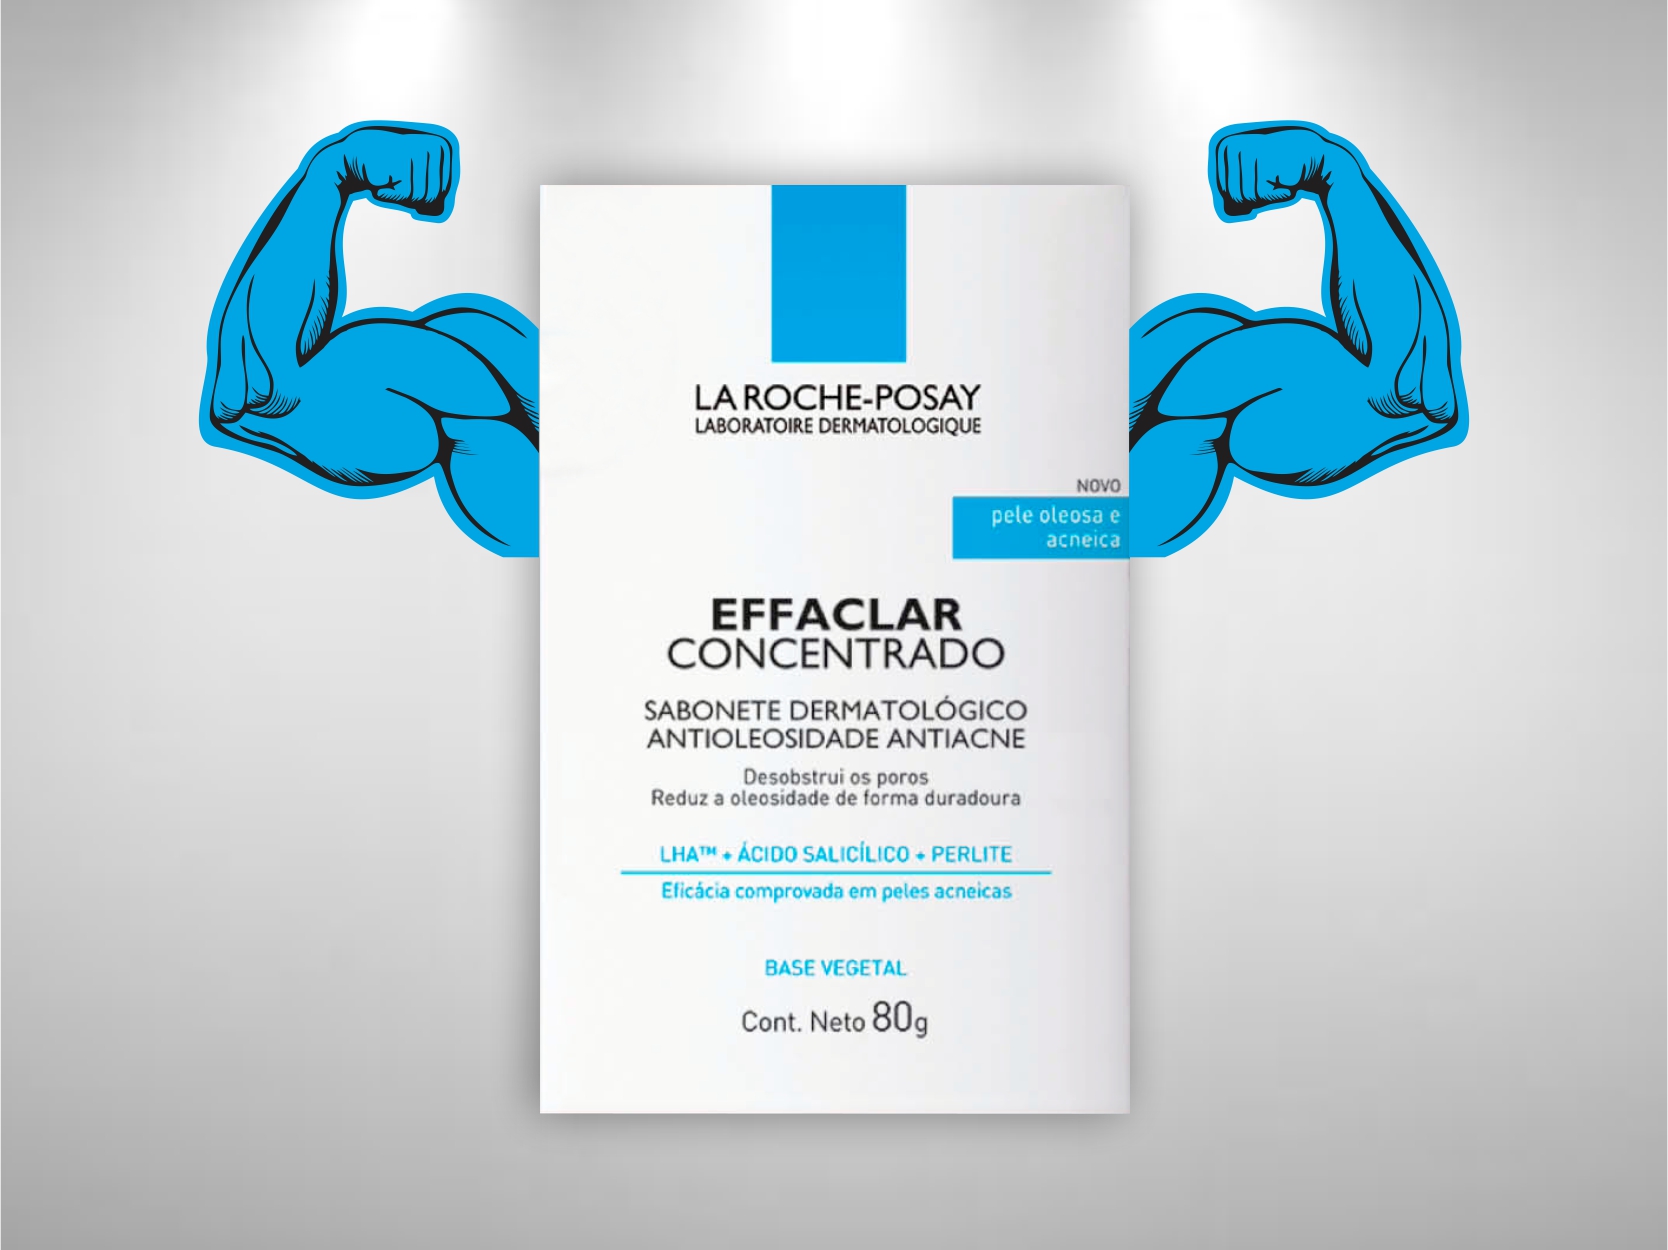 LA ROCHE-POSAY
LABORATOIRE DERMATOLOGIQUE
NOVO
pele oleosa e
acneica
EFFACLAR
CONCENTRADO
SABONETE DERMATOLÓGICO
ANTIOLEOSIDADE ANTIACNE
Desobstrui os poros
Reduz a oleosidade de forma duradoura
LHA™ + ÁCIDO SALICÍLICO + PERLITE
Eficácia comprovada em peles acneicas
BASE VEGETAL
Cont. Neto 80g